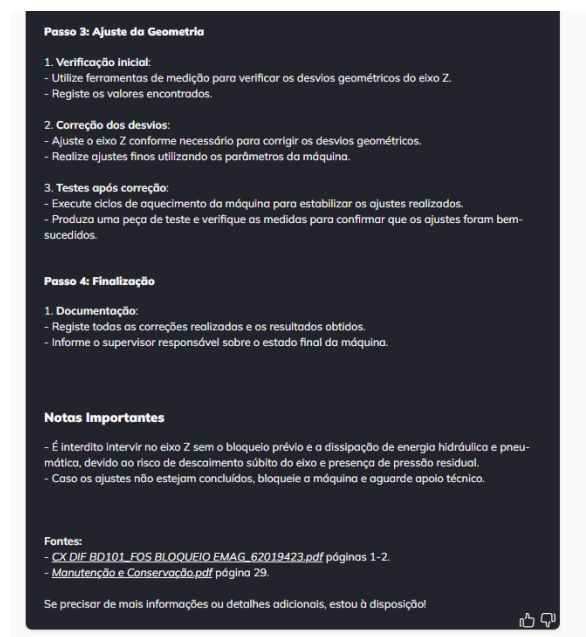 Passo 3: Ajuste da Geometria
1. Verificação inicial:
- Utilize ferramentas de medição para verificar os desvios geométricos do eixo Z.
- Registe os valores encontrados.
2. Correção dos desvios:
- Ajuste o eixo Z conforme necessário para corrigir os desvios geométricos.
- Realize ajustes finos utilizando os parâmetros da máquina.
3. Testes após correção:
- Execute ciclos de aquecimento da máquina para estabilizar os ajustes realizados.
- Produza uma peça de teste e verifique as medidas para confirmar que os ajustes foram bem-
sucedidos.
Passo 4: Finalização
1. Documentação:
- Registe todas as correções realizadas e os resultados obtidos.
- Informe o supervisor responsável sobre o estado final da máquina.
Notas Importantes
- É interdito intervir no eixo Z sem o bloqueio prévio e a dissipação de energia hidráulica e pneu-
mática, devido ao risco de descaimento súbito do eixo e presença de pressão residual.
- Caso os ajustes não estejam concluídos, bloqueie a máquina e aguarde apoio técnico.
Fontes:
- CX DIF BD101_FOS BLOQUEIO EMAG_62019423.pdf páginas 1-2.
- Manutenção e Conservação.pdf página 29.
Se precisar de mais informações ou detalhes adicionais, estou à disposição!